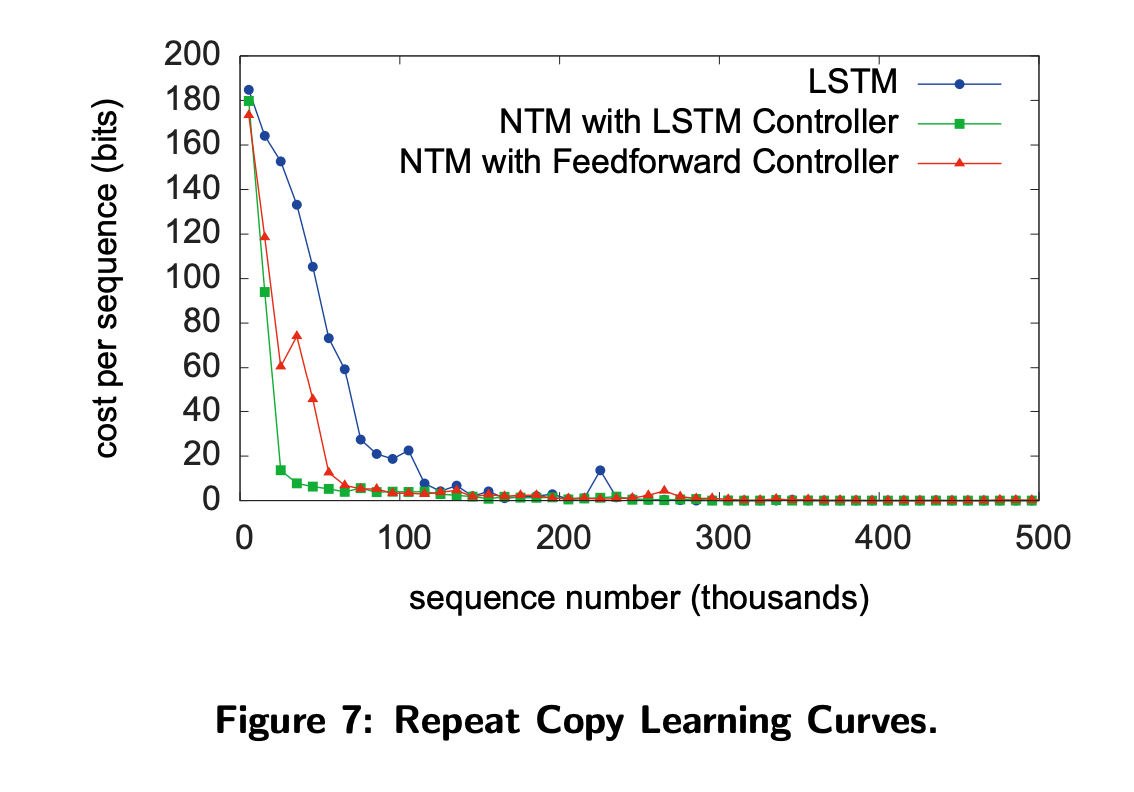 200
180
160
140
120
100
80
60
40
20
0
cost per sequence (bits)
LSTM
NTM with LSTM Controller
NTM with Feedforward Controller
0 100 200 300 400 500
sequence number (thousands)
Figure 7: Repeat Copy Learning Curves.